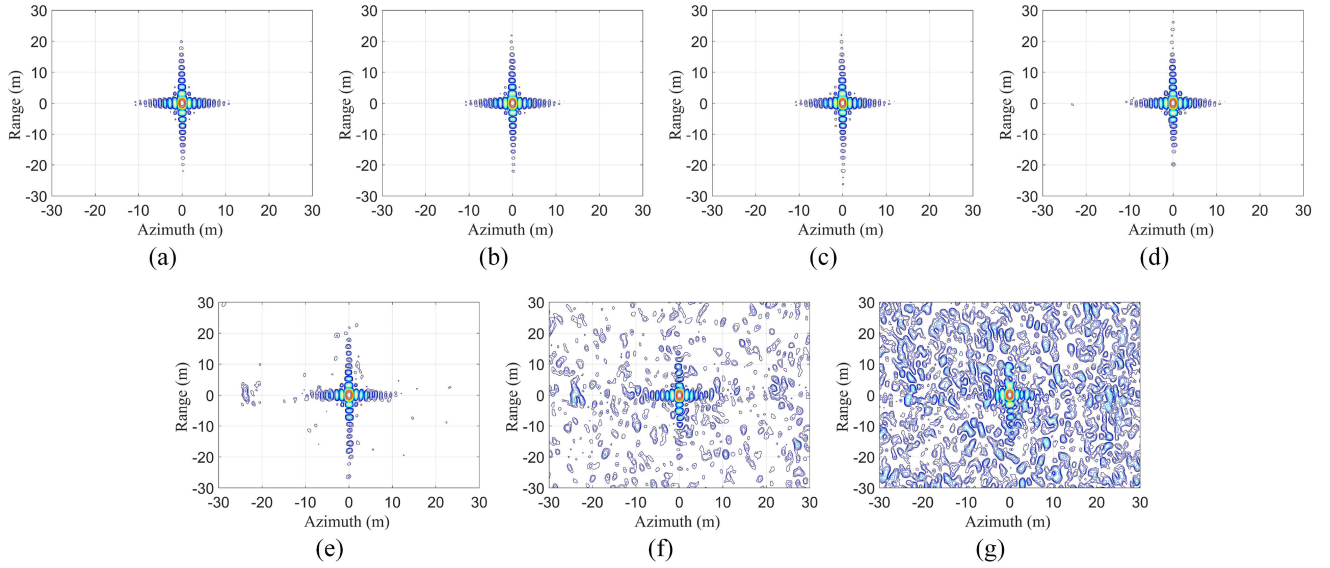 30 30 30 30
20 20 20 20
10 10 10 10
0 0 0 0
-10 -10 -10 -10
-20 -20 -20 -20
-30 -30 -30 -30
Range (m) Range (m) Range (m) Range (m)
-30 -20 -10 0 10 20 30 -30 -20 -10 0 10 20 30 -30 -20 -10 0 10 20 30 -30 -20 -10 0 10 20 30
Azimuth (m) Azimuth (m) Azimuth (m) Azimuth (m)
(a) (b) (c) (d)
30 30 30
20 20 20
10 10 10
0 0 0
-10 -10 -10
-20 -20 -20
-30 -30 -30
Range (m) Range (m) Range (m)
-30 -20 -10 0 10 20 30 -30 -20 -10 0 10 20 30 -30 -20 -10 0 10 20 30
Azimuth (m) Azimuth (m) Azimuth (m)
(e) (f) (g)